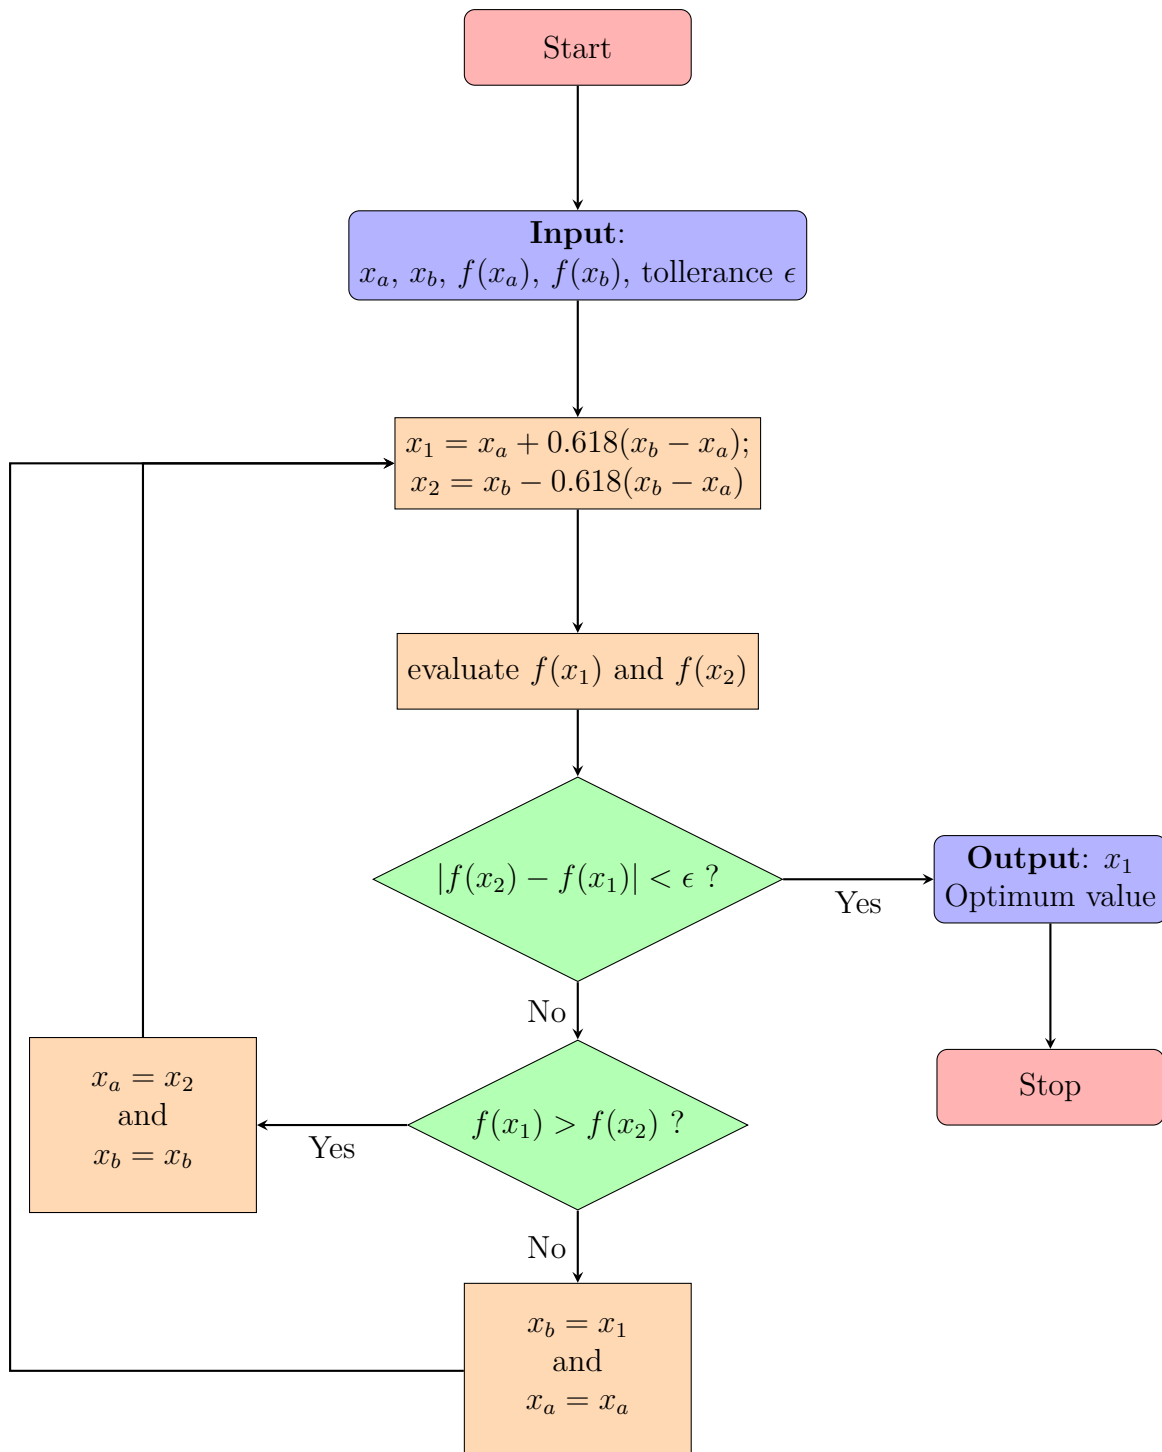 Start
Input:
x_a, x_b, f(x_a), f(x_b), tollerance ϵ
x_1 = x_a + 0.618(x_b − x_a);
x_2 = x_b − 0.618(x_b − x_a)
evaluate f(x_1) and f(x_2)
|f(x_2) − f(x_1)| < ϵ ?
Yes
Output: x_1
Optimum value
Stop
No
f(x_1) > f(x_2) ?
Yes
x_a = x_2
and
x_b = x_b
No
x_b = x_1
and
x_a = x_a